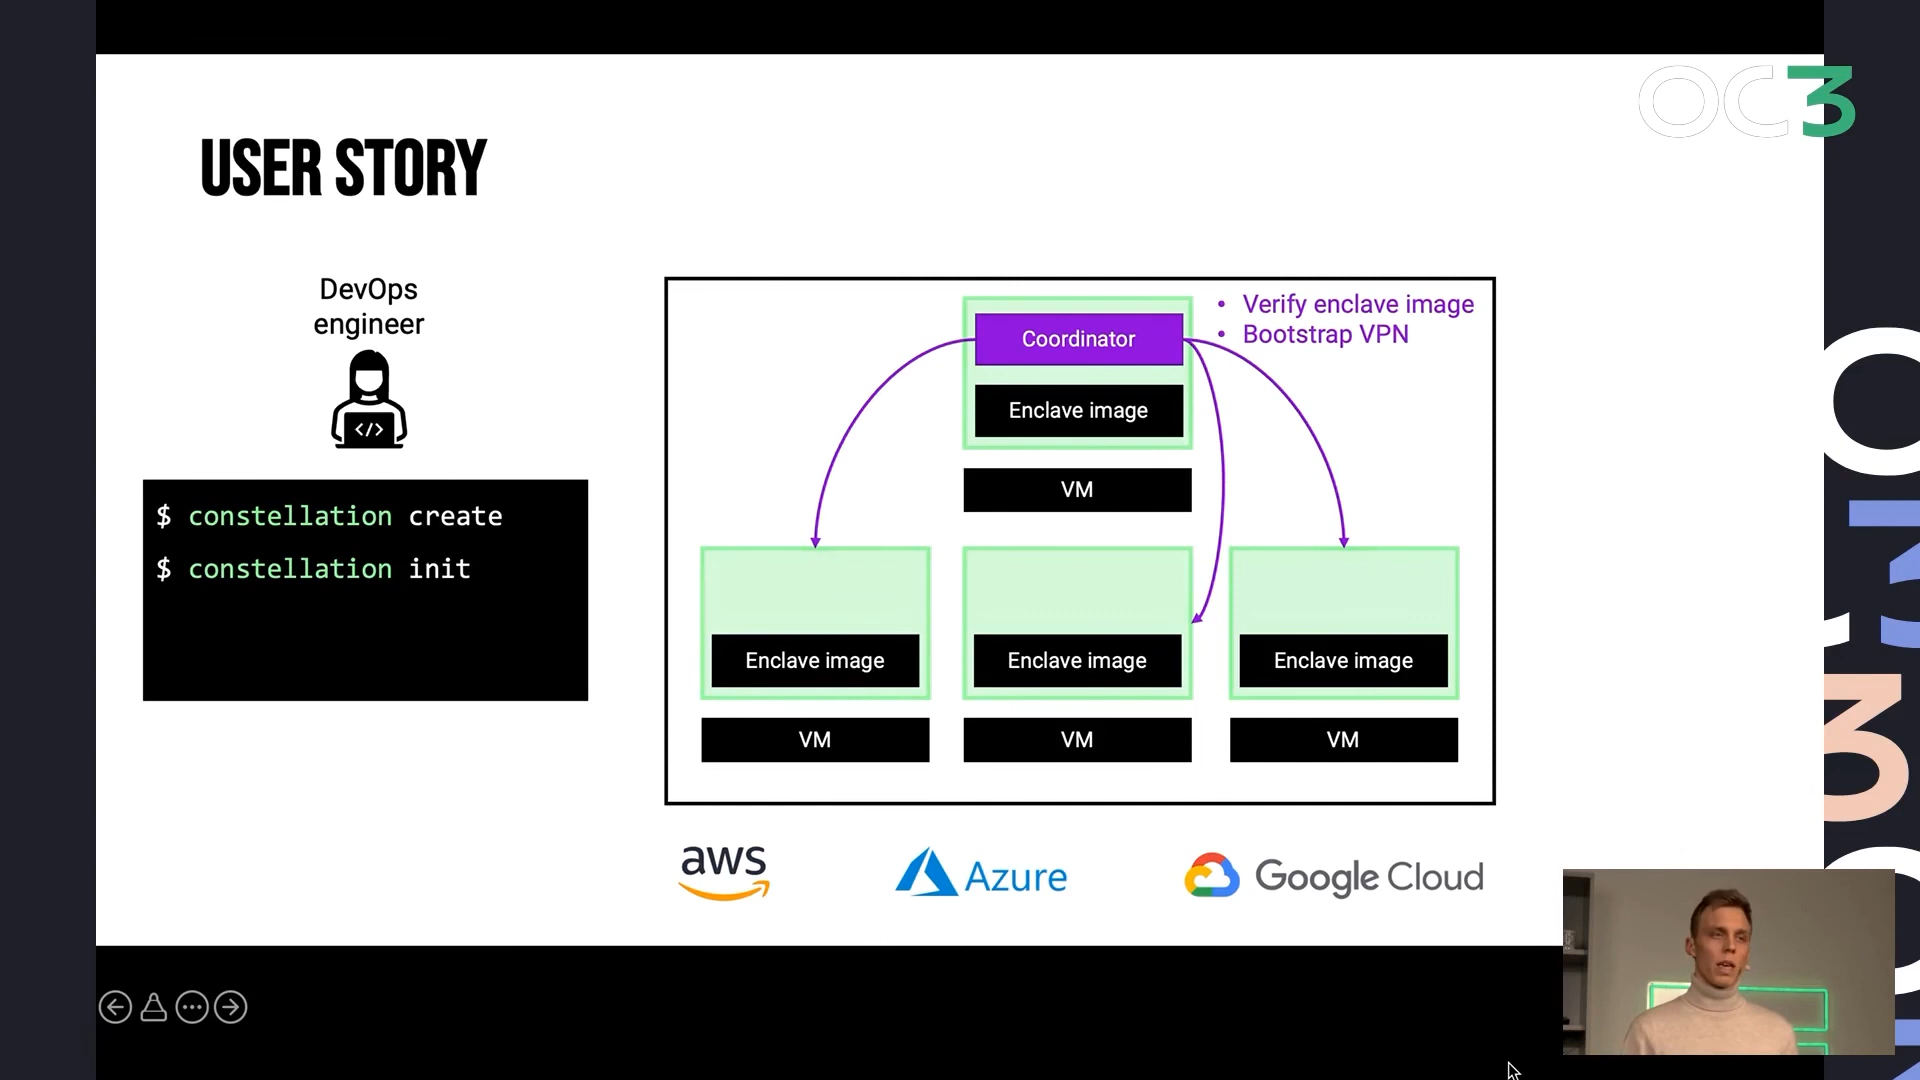 OC3
USER STORY
DevOps
engineer
</>
$ constellation create
$ constellation init
• Verify enclave image
• Bootstrap VPN
Coordinator
Enclave image
VM
Enclave image
Enclave image
Enclave image
VM
VM
VM
aws
Azure
Google Cloud